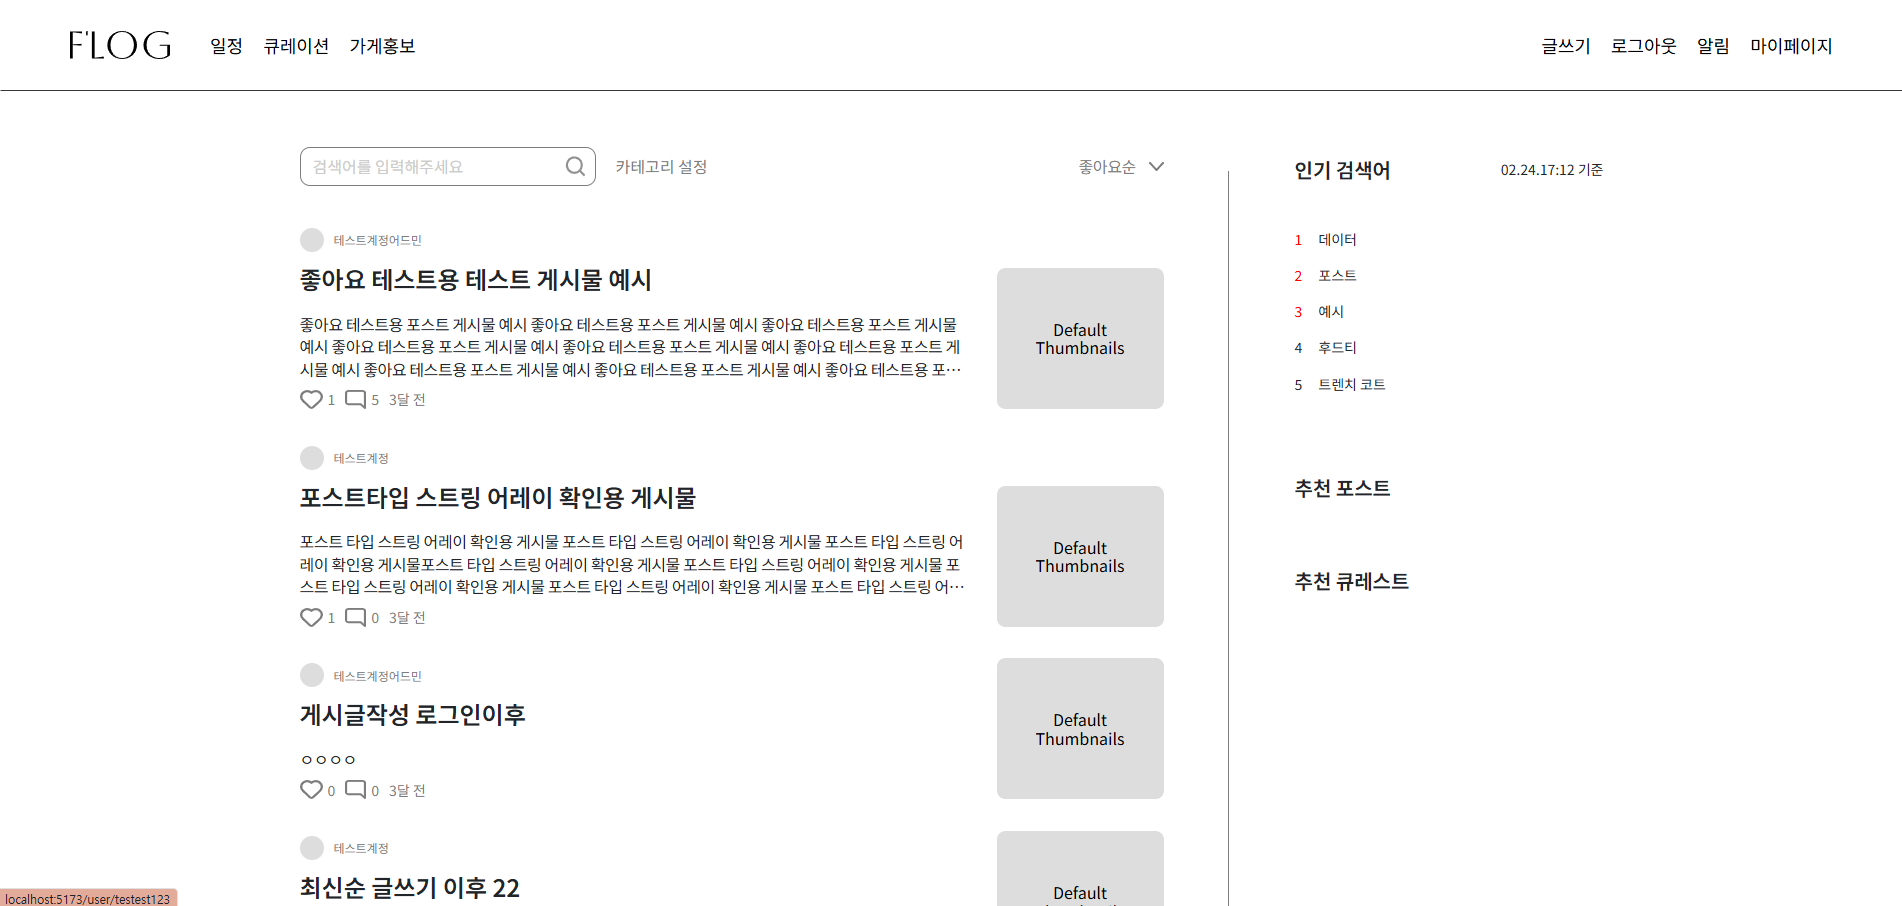 F'LOG 일정 큐레이션 가게홍보 글쓰기 로그아웃 알림 마이페이지
검색어를 입력해주세요 카테고리 설정 좋아요순
테스트계정어드민
좋아요 테스트용 테스트 게시물 예시
좋아요 테스트용 포스트 게시물 예시 좋아요 테스트용 포스트 게시물 예시 좋아요 테스트용 포스트 게시물
예시 좋아요 테스트용 포스트 게시물 예시 좋아요 테스트용 포스트 게시물 예시 좋아요 테스트용 포스트 게
시물 예시 좋아요 테스트용 포스트 게시물 예시 좋아요 테스트용 포스트 게시물 예시 좋아요 테스트용 포…
1 5 3달 전
Default
Thumbnails
테스트계정
포스트타입 스트링 어레이 확인용 게시물
포스트 타입 스트링 어레이 확인용 게시물 포스트 타입 스트링 어레이 확인용 게시물 포스트 타입 스트링 어
레이 확인용 게시물포스트 타입 스트링 어레이 확인용 게시물 포스트 타입 스트링 어레이 확인용 게시물 포
스트 타입 스트링 어레이 확인용 게시물 포스트 타입 스트링 어레이 확인용 게시물 포스트 타입 스트링 어…
1 0 3달 전
Default
Thumbnails
테스트계정어드민
게시글작성 로그인이후
ㅇㅇㅇㅇ
0 0 3달 전
Default
Thumbnails
테스트계정
최신순 글쓰기 이후 22
Default
인기 검색어 02.24.17:12 기준
1 데이터
2 포스트
3 예시
4 후드티
5 트렌치 코트
추천 포스트
추천 큐레스트
localhost:5173/user/testest123